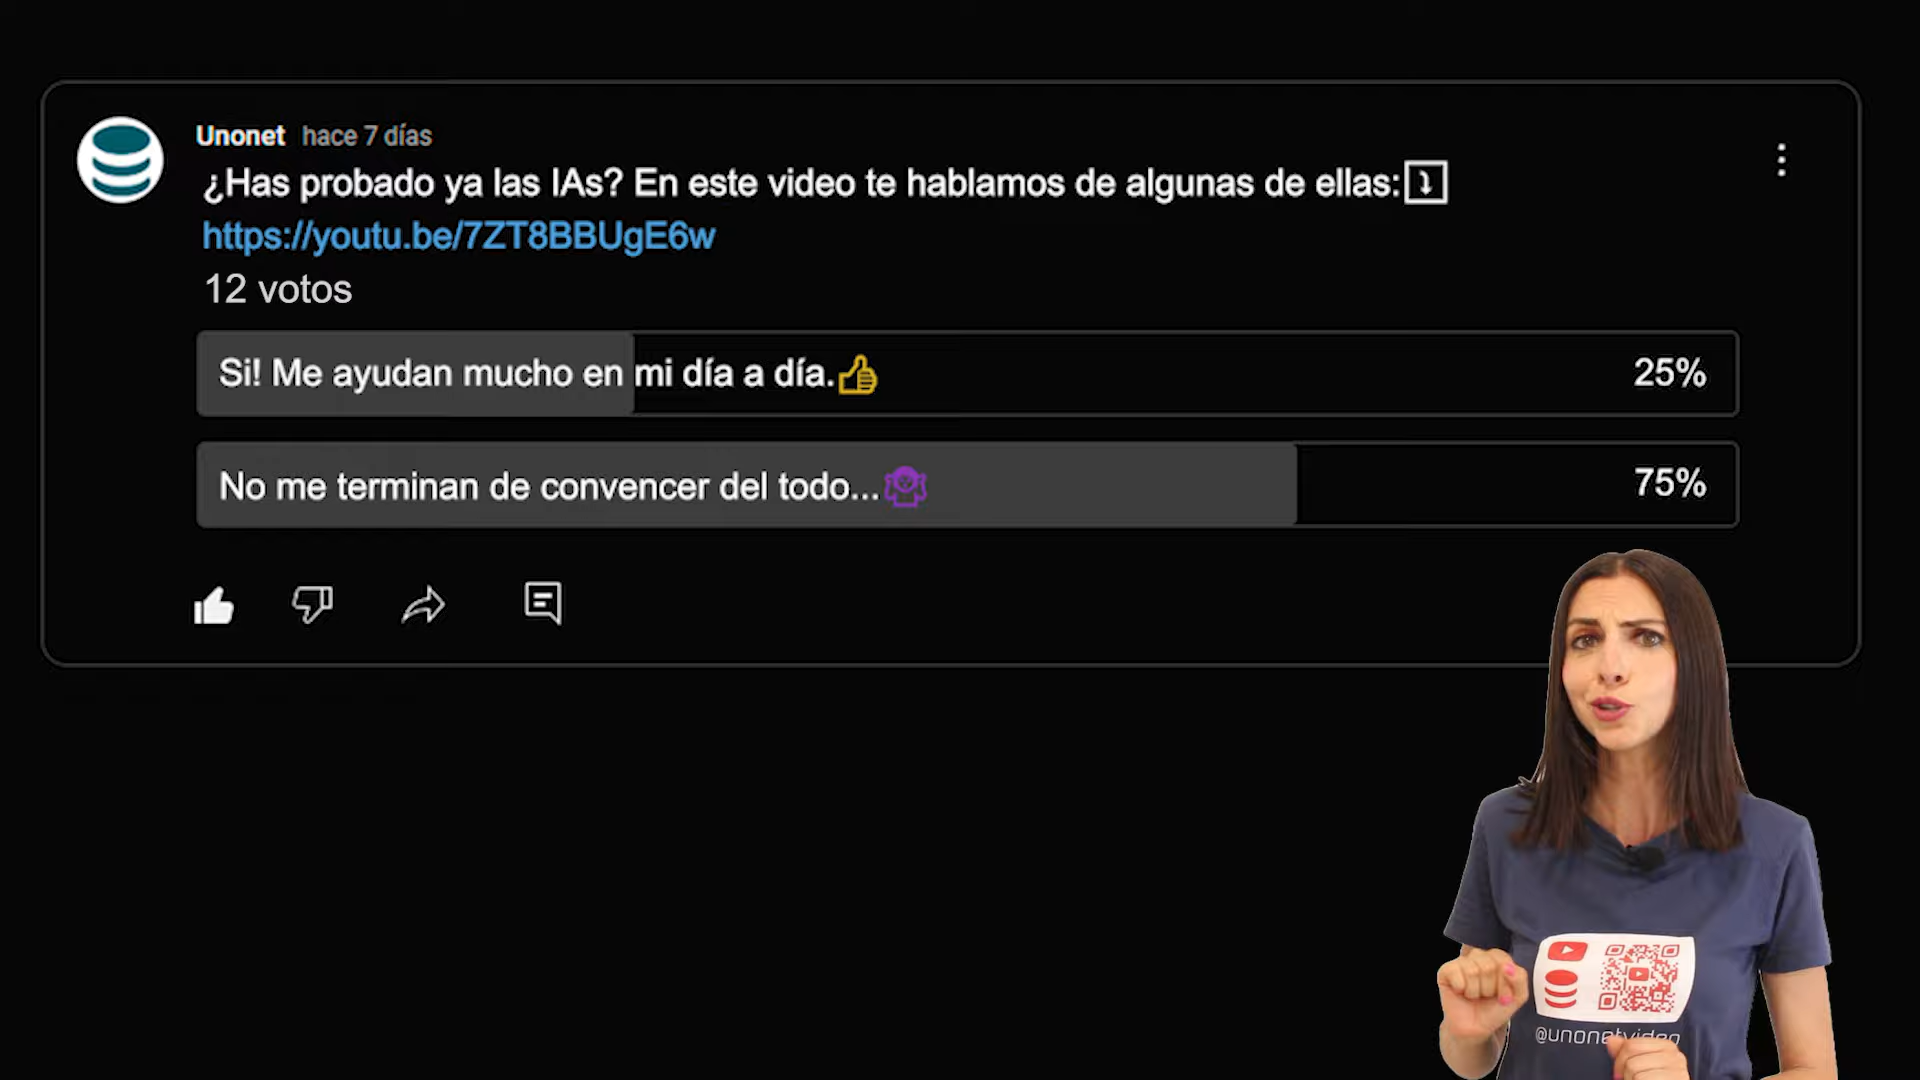 Unonet hace 7 días
¿Has probado ya las IAs? En este video te hablamos de algunas de ellas:
https://youtu.be/7ZT8BBUgE6w
12 votos
Si! Me ayudan mucho en mi día a día. 25%
No me terminan de convencer del todo... 75%
@unonetvideo